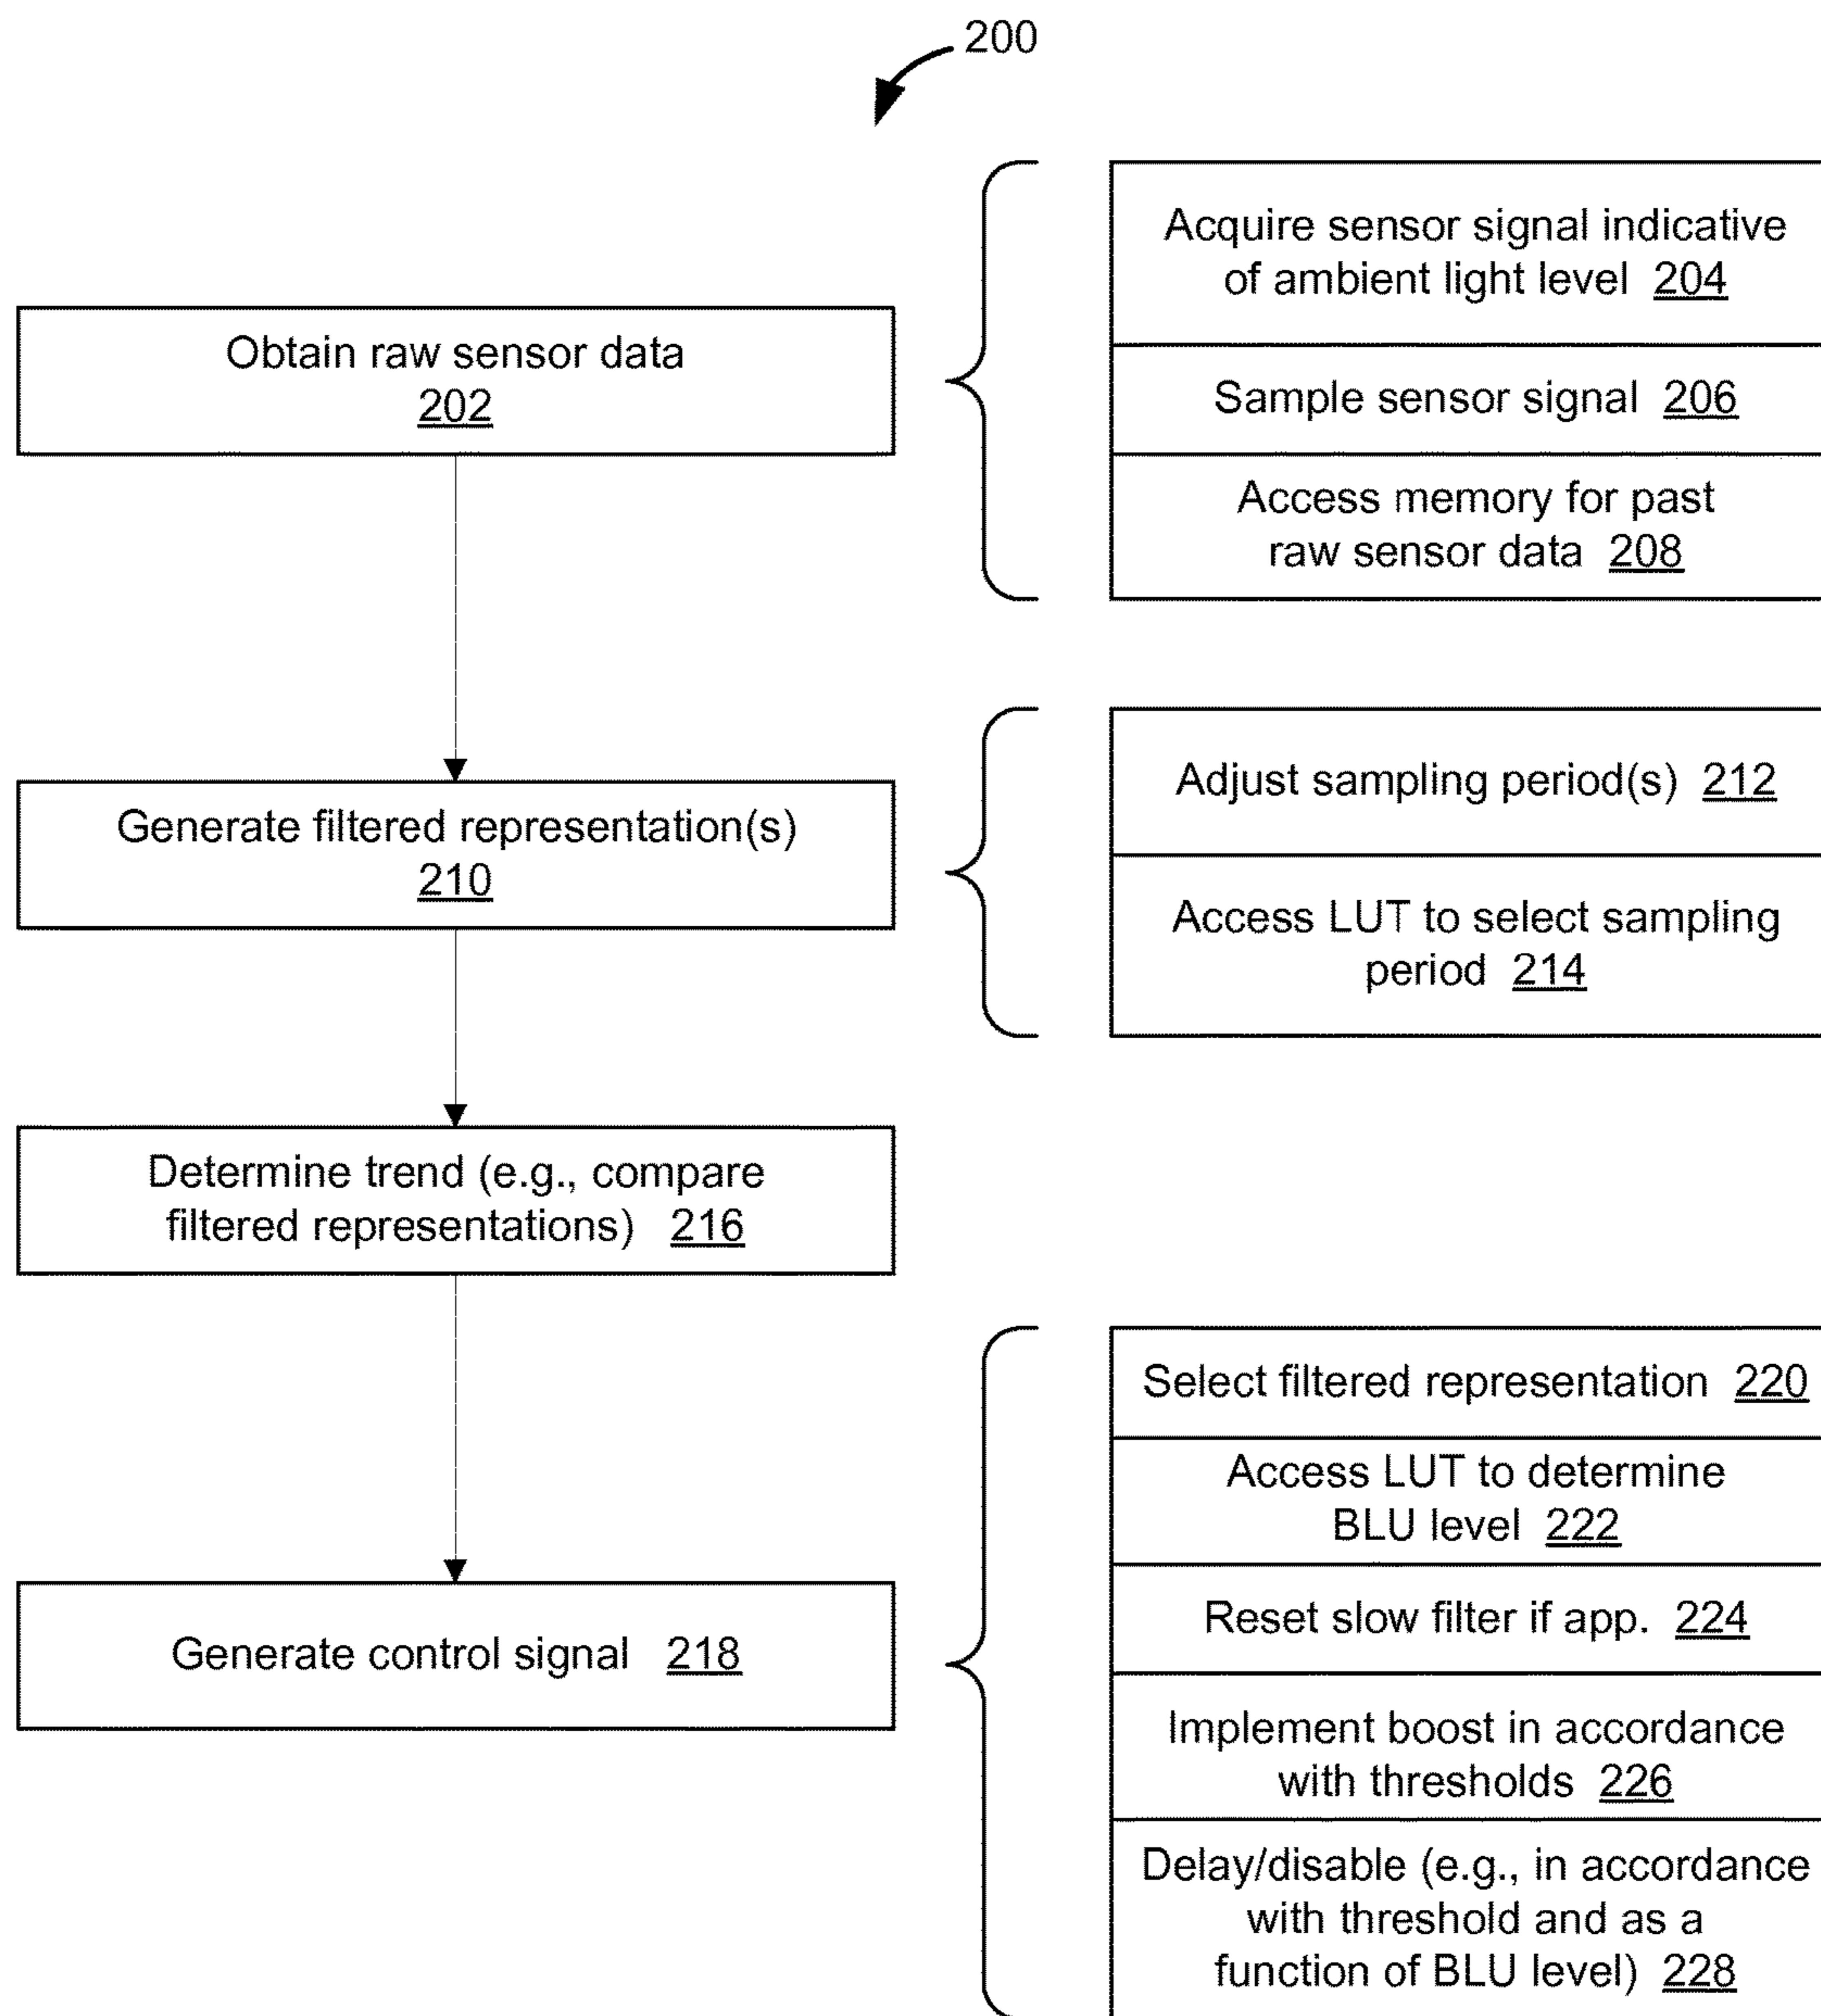 200
Obtain raw sensor data
202
Acquire sensor signal indicative
of ambient light level 204
Sample sensor signal 206
Access memory for past
raw sensor data 208
Generate filtered representation(s)
210
Adjust sampling period(s) 212
Access LUT to select sampling
period 214
Determine trend (e.g., compare
filtered representations) 216
Generate control signal 218
Select filtered representation 220
Access LUT to determine
BLU level 222
Reset slow filter if app. 224
Implement boost in accordance
with thresholds 226
Delay/disable (e.g., in accordance
with threshold and as a
function of BLU level) 228